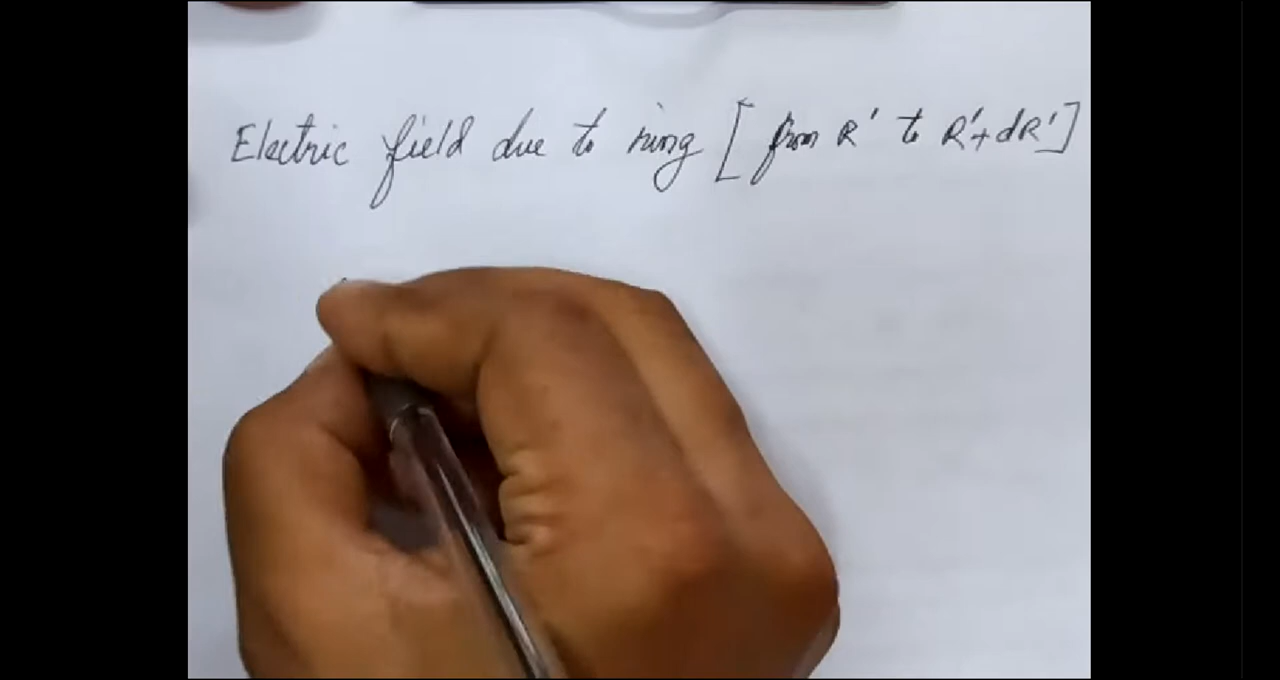 Electric field due to ring [from R' to R'+dR']